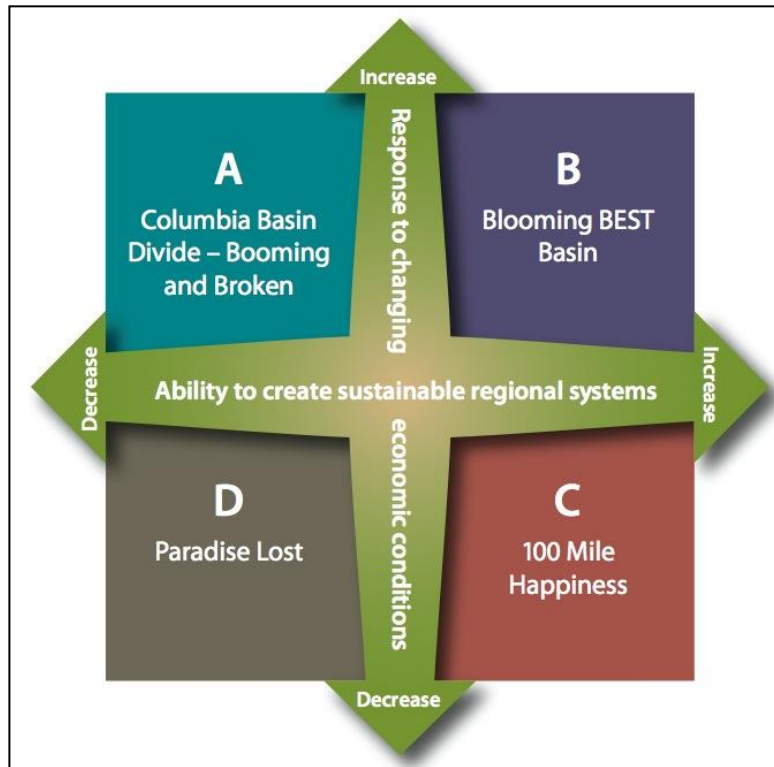 Increase
Response to changing
economic conditions
A
Columbia Basin
Divide – Booming
and Broken
B
Blooming BEST
Basin
Decrease
Ability to create sustainable regional systems
Increase
D
Paradise Lost
C
100 Mile
Happiness
Decrease